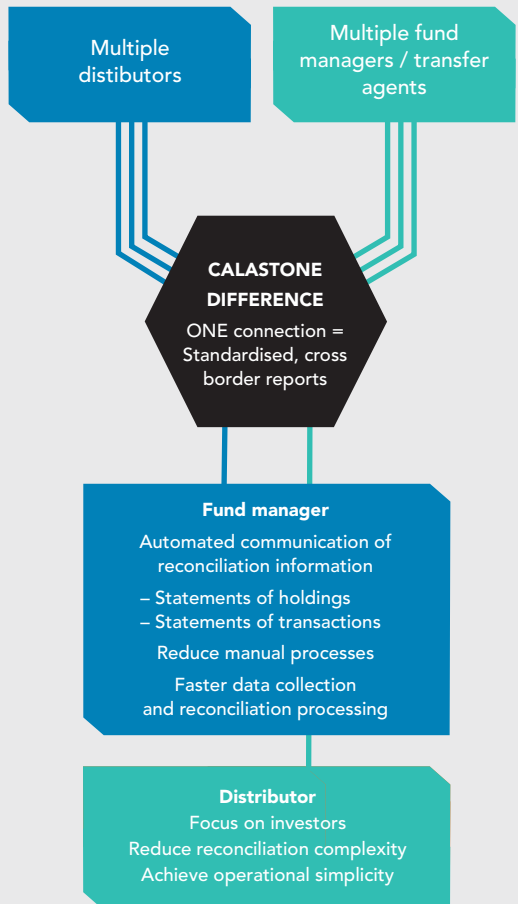 Multiple
distibutors
Multiple fund
managers / transfer
agents
CALASTONE
DIFFERENCE
ONE connection =
Standardised, cross
border reports
Fund manager
Automated communication of
reconciliation information
– Statements of holdings
– Statements of transactions
Reduce manual processes
Faster data collection
and reconciliation processing
Distributor
Focus on investors
Reduce reconciliation complexity
Achieve operational simplicity